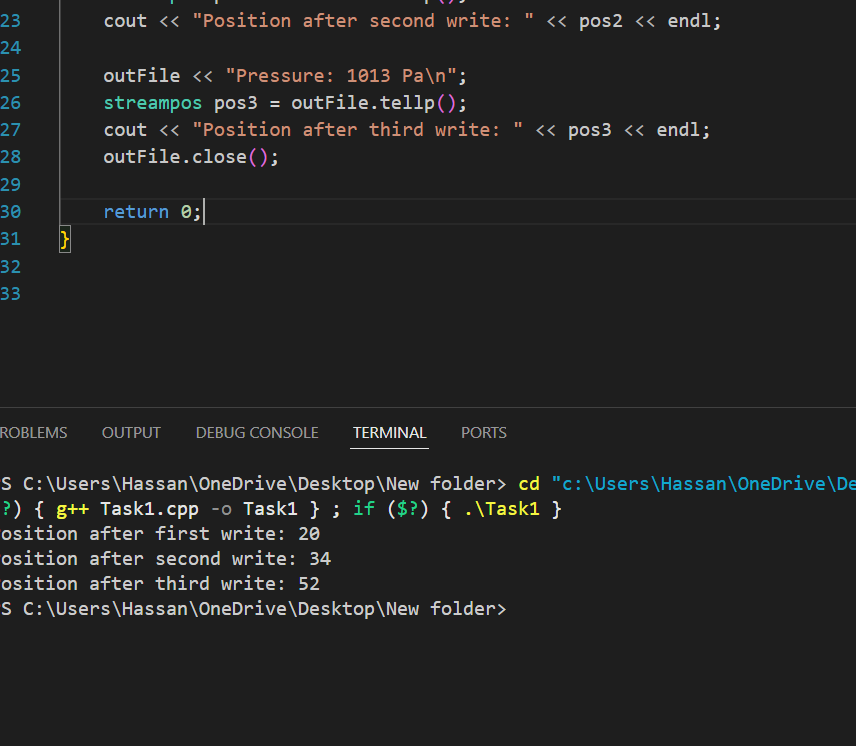 23 cout << "Position after second write: " << pos2 << endl;
24
25 outFile << "Pressure: 1013 Pa\n";
26 streampos pos3 = outFile.tellp();
27 cout << "Position after third write: " << pos3 << endl;
28 outFile.close();
29
30 return 0;
31 }
32
33
ROBLEMS OUTPUT DEBUG CONSOLE TERMINAL PORTS
S C:\Users\Hassan\OneDrive\Desktop\New folder> cd "c:\Users\Hassan\OneDrive\De
?) { g++ Task1.cpp -o Task1 } ; if ($?) { .\Task1 }
osition after first write: 20
osition after second write: 34
osition after third write: 52
S C:\Users\Hassan\OneDrive\Desktop\New folder>